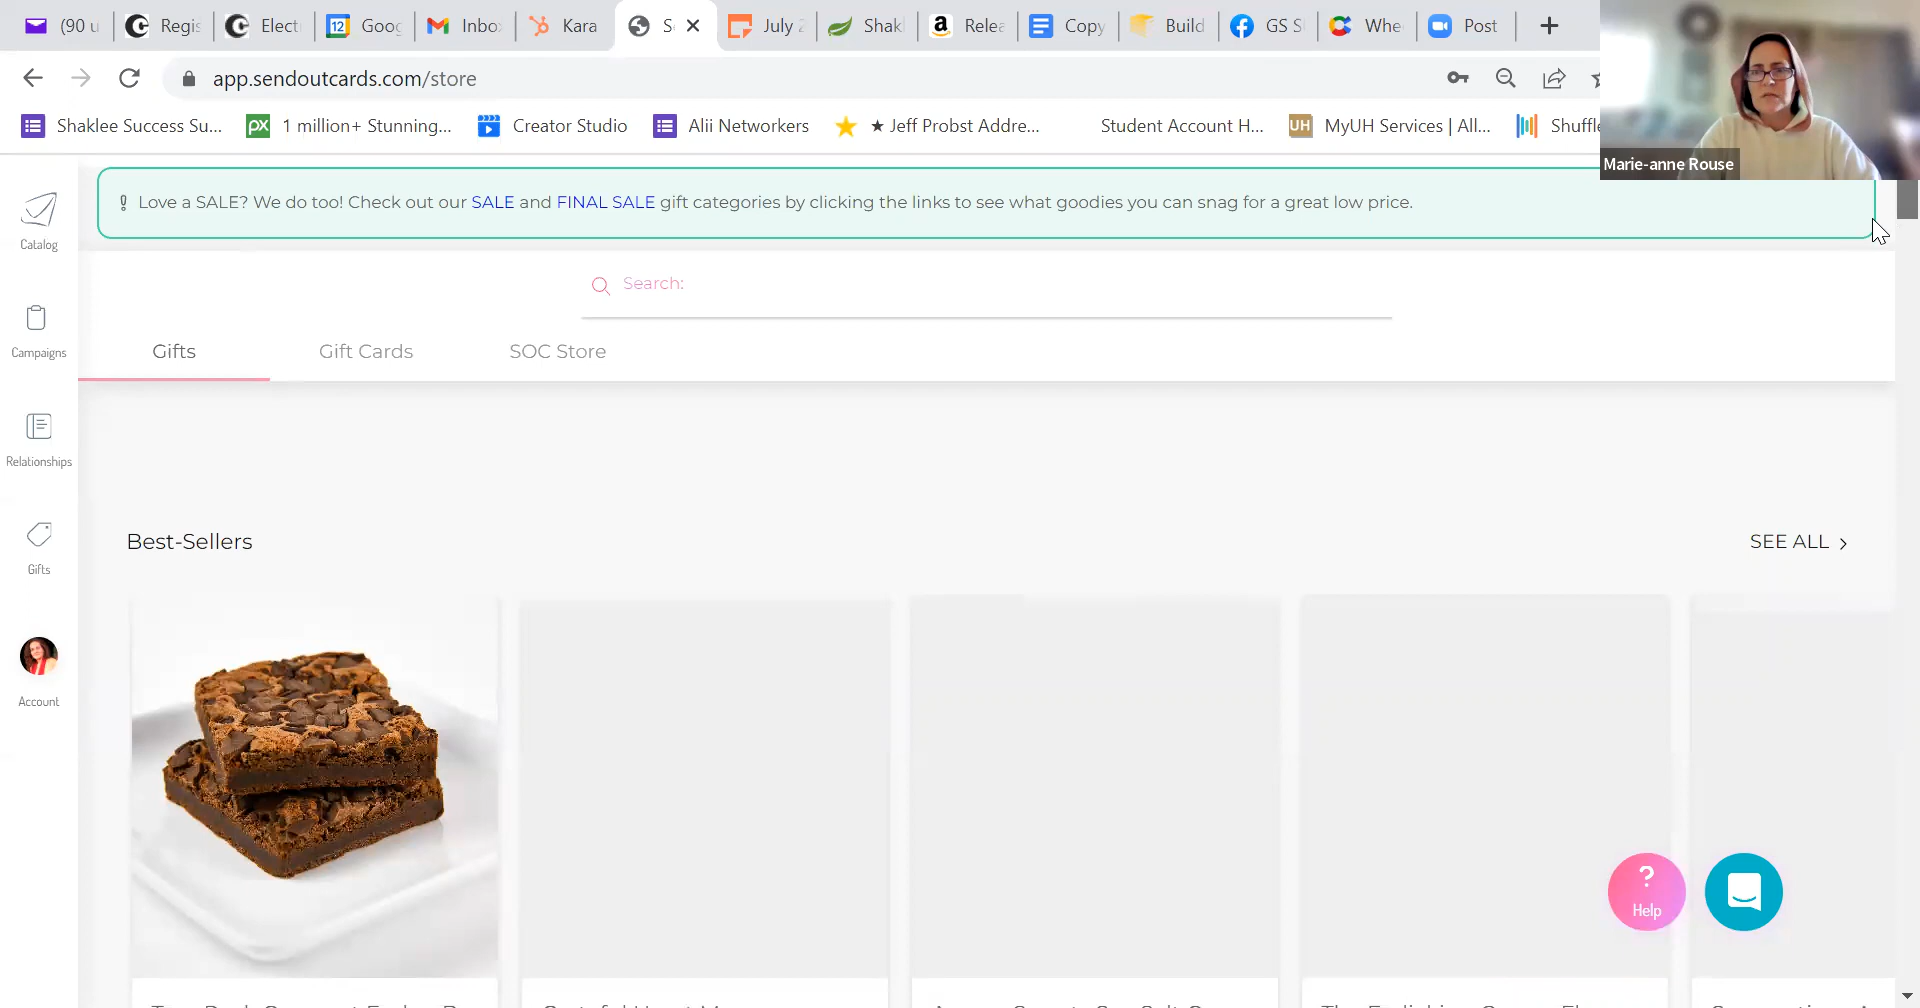 (90 u
Regis
Elect
Goog
Inbo
Kara
S
July 2
Shakl
Relea
Copy
Build
GS S
Whe
Post
app.sendoutcards.com/store
Shaklee Success Su...
1 million+ Stunning...
Creator Studio
Alii Networkers
★ Jeff Probst Addre...
Student Account H...
MyUH Services | All...
Shuffle
Marie-anne Rouse
Love a SALE? We do too! Check out our SALE and FINAL SALE gift categories by clicking the links to see what goodies you can snag for a great low price.
Catalog
Search:
Campaigns
Gifts
Gift Cards
SOC Store
Relationships
Best-Sellers
SEE ALL
Gifts
Account
? Help